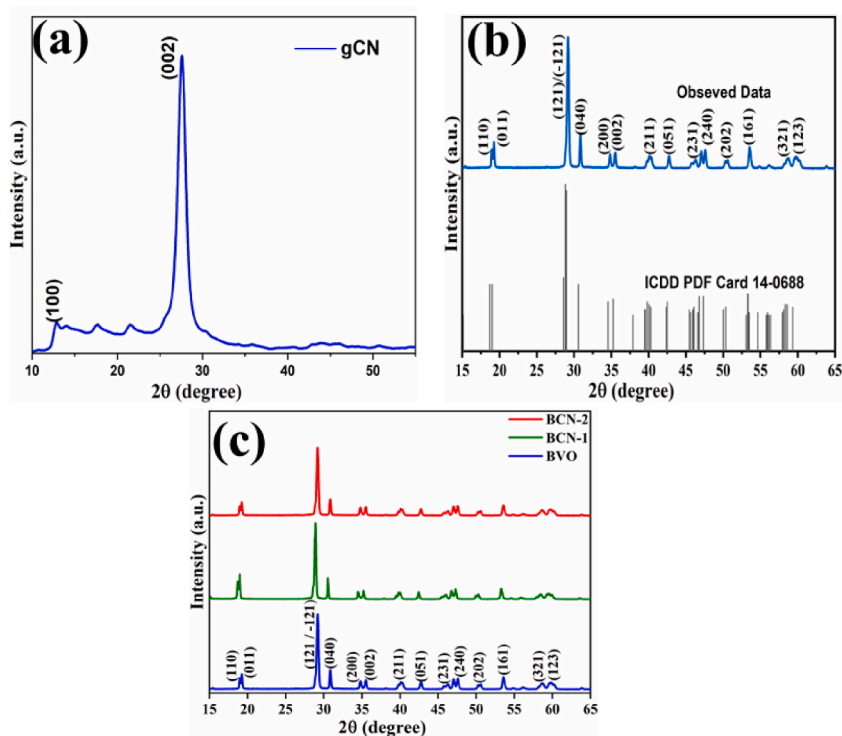 (a)
gCN
(002)
(100)
Intensity (a.u.)
10 20 30 40 50
2θ (degree)
(b)
Obseved Data
(110)
(011)
(121)/(-121)
(040)
(200)
(002)
(211)
(051)
(231)
(240)
(202)
(161)
(321)
(123)
ICDD PDF Card 14-0688
Intensity (a.u.)
15 20 25 30 35 40 45 50 55 60 65
2θ (degree)
(c)
BCN-2
BCN-1
BVO
(110)
(011)
(121 / -121)
(040)
(200)
(002)
(211)
(051)
(231)
(240)
(202)
(161)
(321)
(123)
Intensity (a.u.)
15 20 25 30 35 40 45 50 55 60 65
2θ (degree)